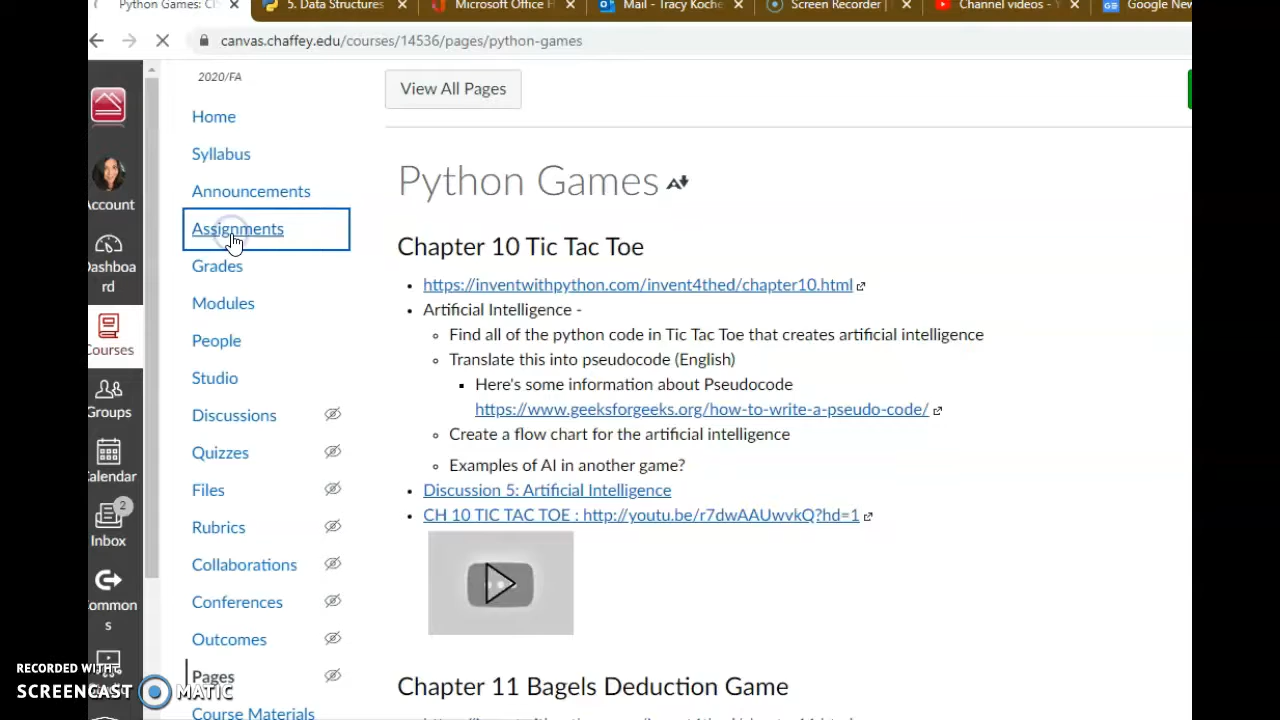 Python Games: CIS
5. Data Structures
Microsoft Office H
Mail - Tracy Koche
Screen Recorder |
Channel videos - Y
Google New
canvas.chaffey.edu/courses/14536/pages/python-games
Account
Dashboa
rd
Courses
Groups
Calendar
2
Inbox
Commons
2020/FA
Home
Syllabus
Announcements
Assignments
Grades
Modules
People
Studio
Discussions
Quizzes
Files
Rubrics
Collaborations
Conferences
Outcomes
Pages
Course Materials
View All Pages
Python Games
Chapter 10 Tic Tac Toe
https://inventwithpython.com/invent4thed/chapter10.html
Artificial Intelligence -
Find all of the python code in Tic Tac Toe that creates artificial intelligence
Translate this into pseudocode (English)
Here's some information about Pseudocode
https://www.geeksforgeeks.org/how-to-write-a-pseudo-code/
Create a flow chart for the artificial intelligence
Examples of AI in another game?
Discussion 5: Artificial Intelligence
CH 10 TIC TAC TOE : http://youtu.be/r7dwAAUwvkQ?hd=1
Chapter 11 Bagels Deduction Game
RECORDED WITH
SCREENCAST MATIC